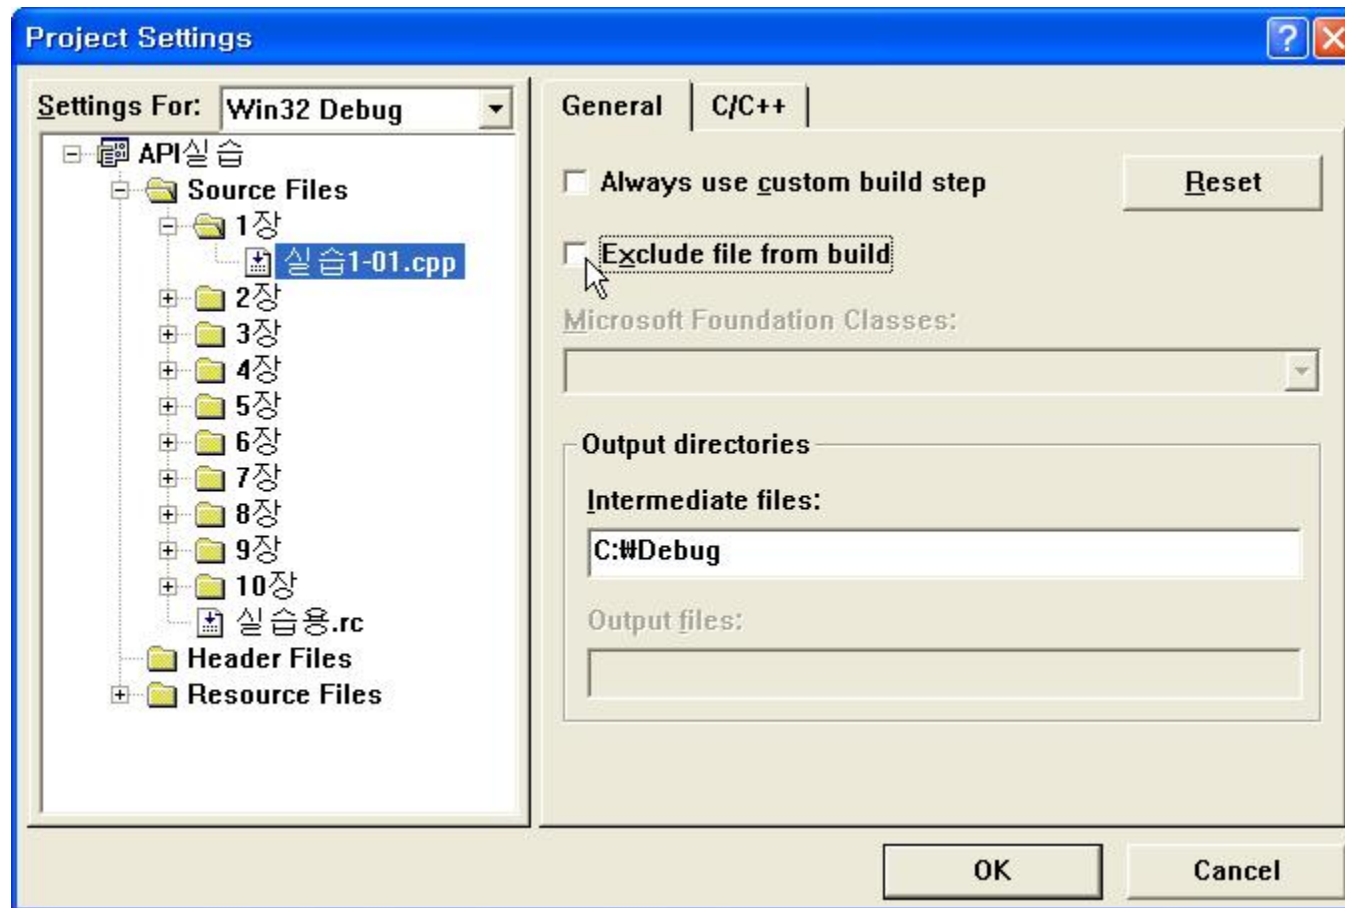 Project Settings
Settings For: Win32 Debug
API실습
Source Files
1장
실습1-01.cpp
2장
3장
4장
5장
6장
7장
8장
9장
10장
실습용.rc
Header Files
Resource Files
General
C/C++
Always use custom build step
Reset
Exclude file from build
Microsoft Foundation Classes:
Output directories
Intermediate files:
C:₩Debug
Output files:
OK
Cancel